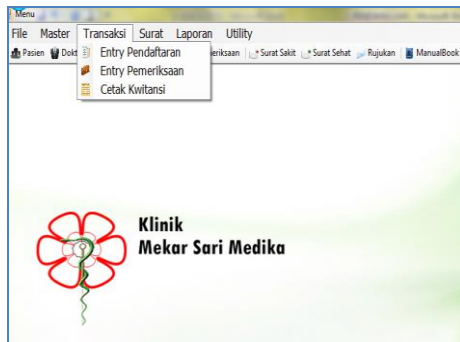 Menu
File Master Transaksi Surat Laporan Utility
Pasien Surat Sakit Surat Sehat Rujukan ManualBook
Entry Pendaftaran
Entry Pemeriksaan
Cetak Kwitansi
Klinik
Mekar Sari Medika